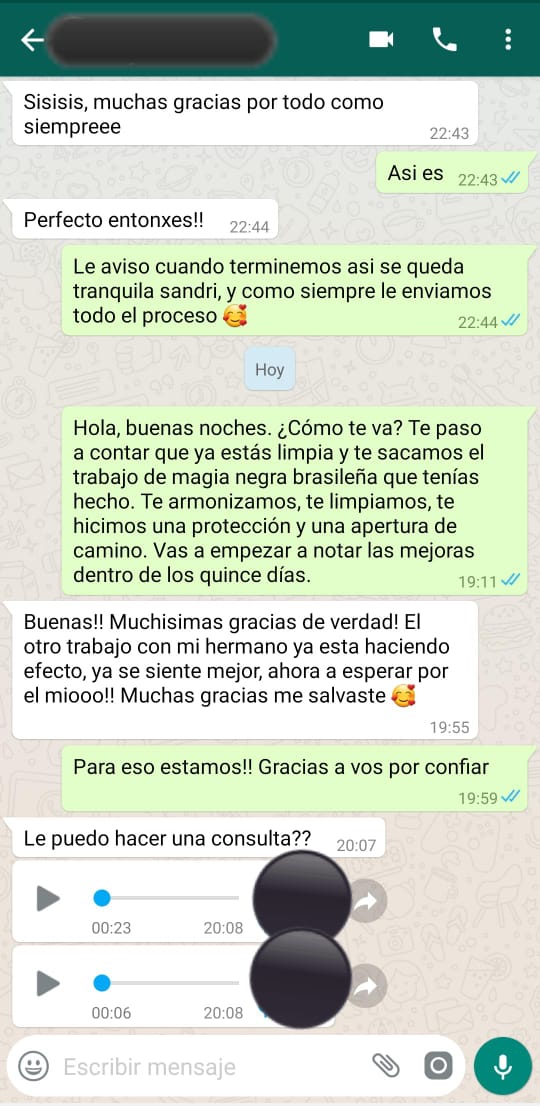 Sisisis, muchas gracias por todo como
siempreee
22:43
Asi es
22:43
Perfecto entonxes!!
22:44
Le aviso cuando terminemos asi se queda
tranquila sandri, y como siempre le enviamos
todo el proceso 🥰
22:44
Hoy
Hola, buenas noches. ¿Cómo te va? Te paso
a contar que ya estás limpia y te sacamos el
trabajo de magia negra brasileña que tenías
hecho. Te armonizamos, te limpiamos, te
hicimos una protección y una apertura de
camino. Vas a empezar a notar las mejoras
dentro de los quince días.
19:11
Buenas!! Muchisimas gracias de verdad! El
otro trabajo con mi hermano ya esta haciendo
efecto, ya se siente mejor, ahora a esperar por
el miooo!! Muchas gracias me salvaste 🥰
19:55
Para eso estamos!! Gracias a vos por confiar
19:59
Le puedo hacer una consulta??
20:07
00:23
20:08
00:06
20:08
Escribir mensaje